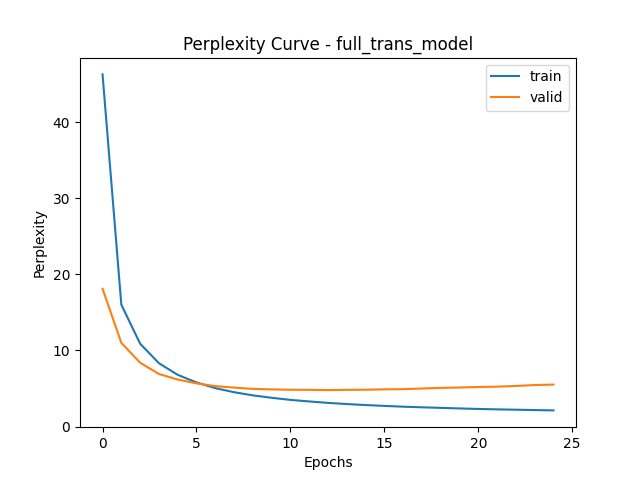 Perplexity Curve - full_trans_model
train
valid
Perplexity
40
30
20
10
0
0 5 10 15 20 25
Epochs